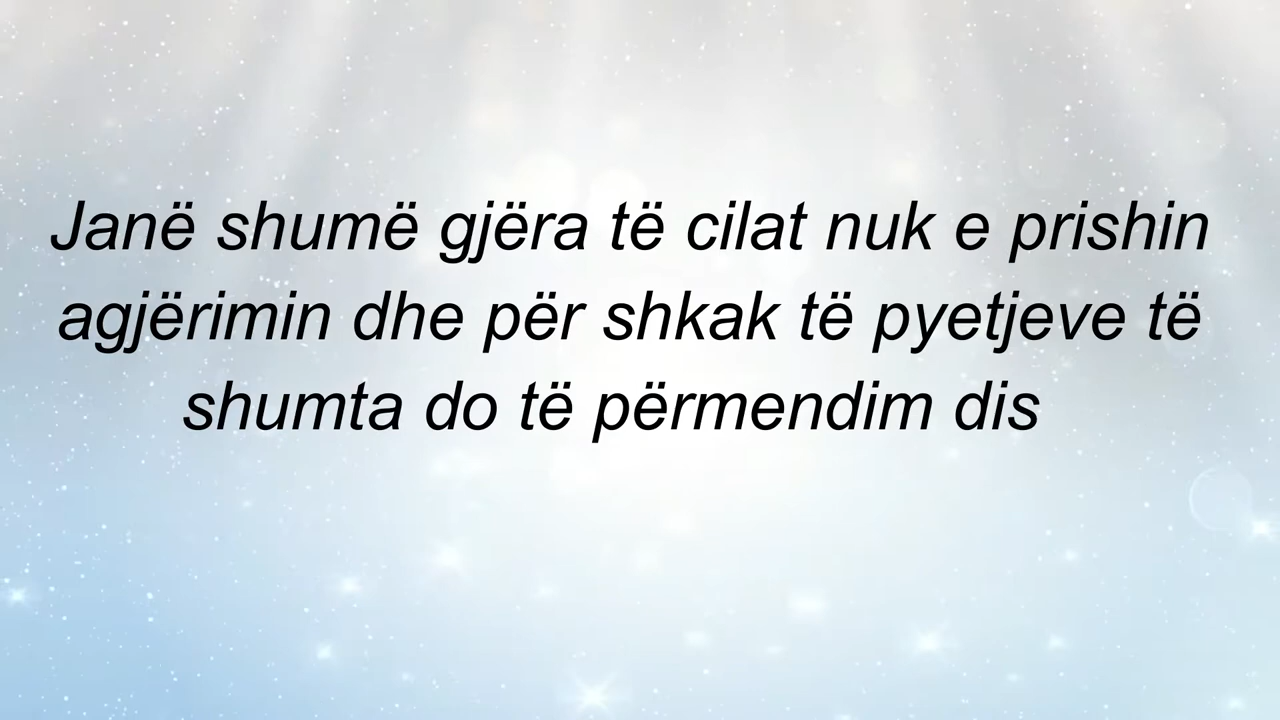 Janë shumë gjëra të cilat nuk e prishin
agjërimin dhe për shkak të pyetjeve të
shumta do të përmendim dis